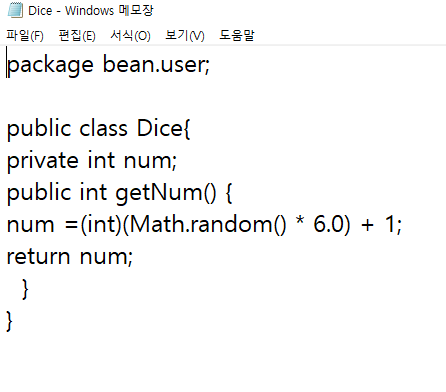 Dice - Windows 메모장
파일(F) 편집(E) 서식(O) 보기(V) 도움말
package bean.user;
public class Dice{
private int num;
public int getNum() {
num =(int)(Math.random() * 6.0) + 1;
return num;
}
}